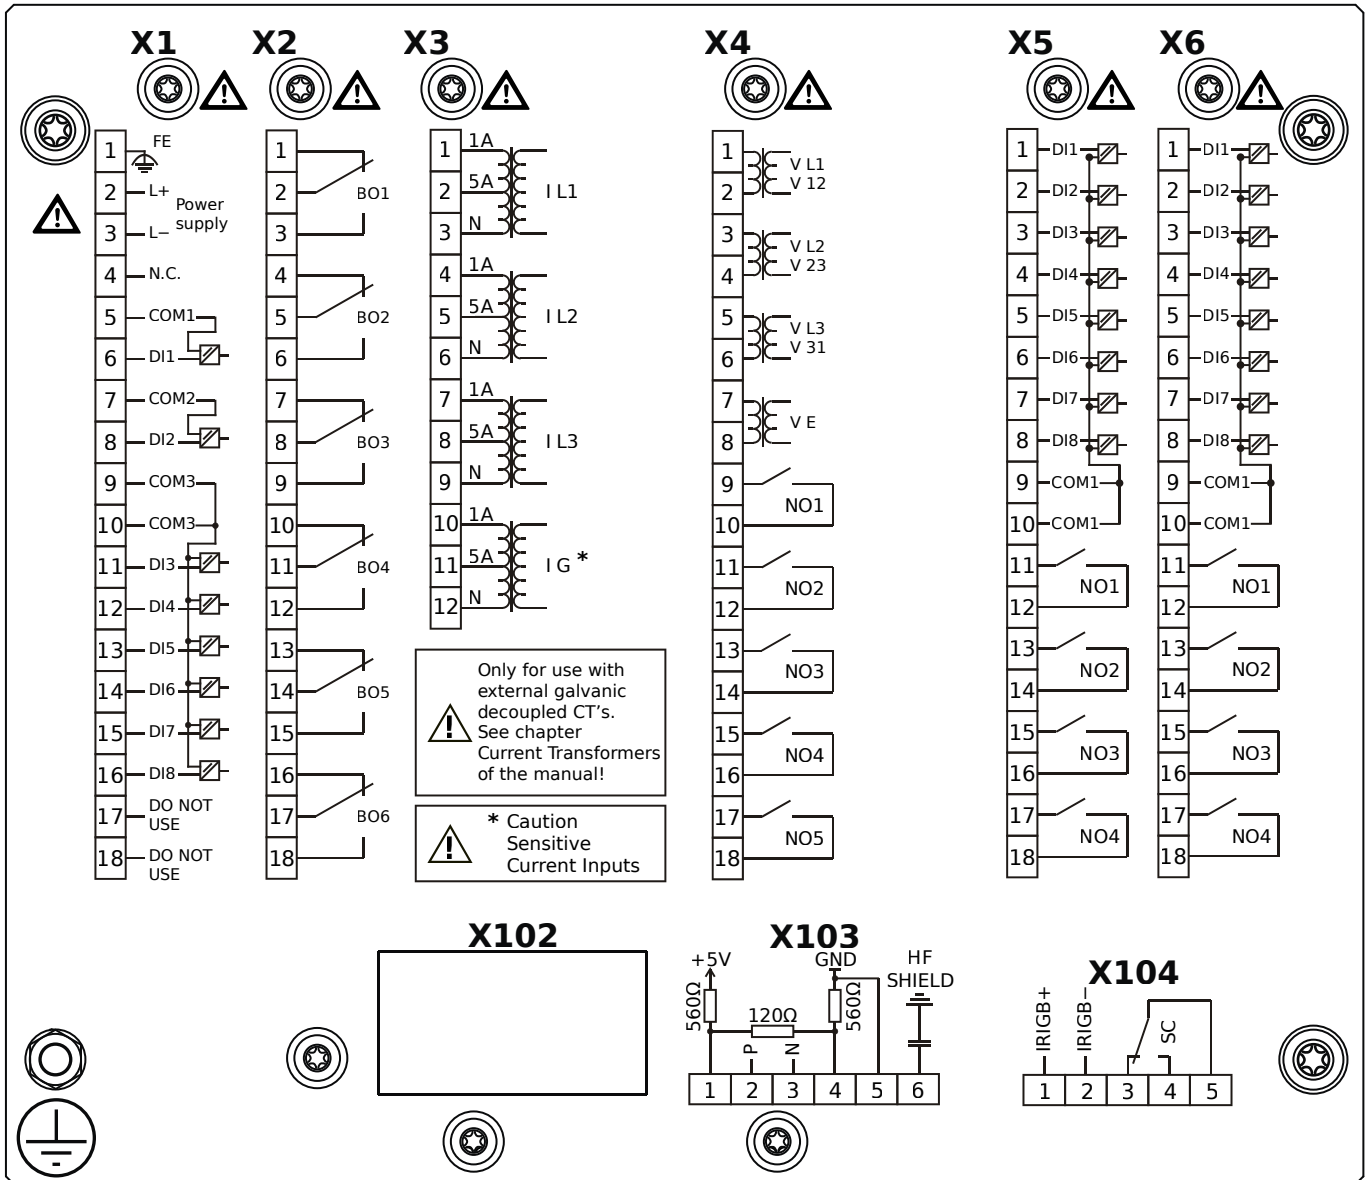 X1
X2
X3
X4
X5
X6
1 FE
2 L+
Power
supply
3 L−
4 N.C.
5 COM1
6 DI1
7 COM2
8 DI2
9 COM3
10 COM3
11 DI3
12 DI4
13 DI5
14 DI6
15 DI7
16 DI8
17 DO NOT
USE
18 DO NOT
USE
1
2 BO1
3
4
5 BO2
6
7
8 BO3
9
10
11 BO4
12
13
14 BO5
15
16
17 BO6
18
1 1A
2 5A I L1
3 N
4 1A
5 5A I L2
6 N
7 1A
8 5A I L3
9 N
10 1A
11 5A I G *
12 N
Only for use with
external galvanic
decoupled CT's.
See chapter
Current Transformers
of the manual!
* Caution
Sensitive
Current Inputs
1 V L1
2 V 12
3 V L2
4 V 23
5 V L3
6 V 31
7 V E
8
9 NO1
10
11 NO2
12
13 NO3
14
15 NO4
16
17 NO5
18
1 DI1
2 DI2
3 DI3
4 DI4
5 DI5
6 DI6
7 DI7
8 DI8
9 COM1
10 COM1
11 NO1
12
13 NO2
14
15 NO3
16
17 NO4
18
1 DI1
2 DI2
3 DI3
4 DI4
5 DI5
6 DI6
7 DI7
8 DI8
9 COM1
10 COM1
11 NO1
12
13 NO2
14
15 NO3
16
17 NO4
18
X102
X103
+5V GND HF
SHIELD
560Ω 120Ω 560Ω
P N
1 2 3 4 5 6
X104
IRIGB+ IRIGB− SC
1 2 3 4 5